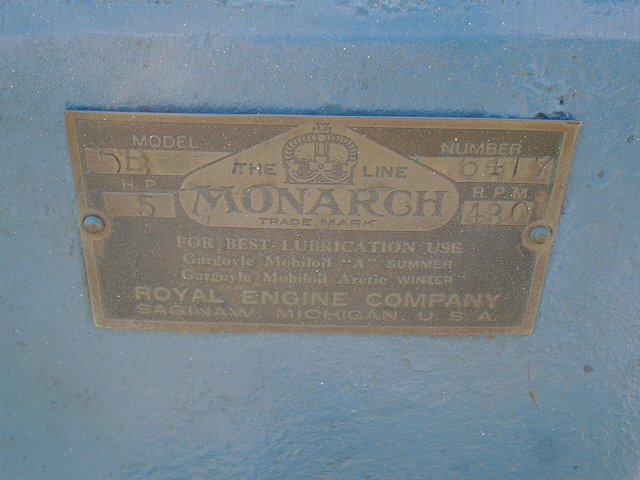 MODEL NUMBER
5B 6417
THE LINE
H.P. R.P.M.
MONARCH
5 430
TRADE MARK
FOR BEST LUBRICATION USE
Gargoyle Mobiloil "A" SUMMER
Gargoyle Mobiloil Arctic WINTER
ROYAL ENGINE COMPANY
SAGINAW, MICHIGAN, U.S.A.